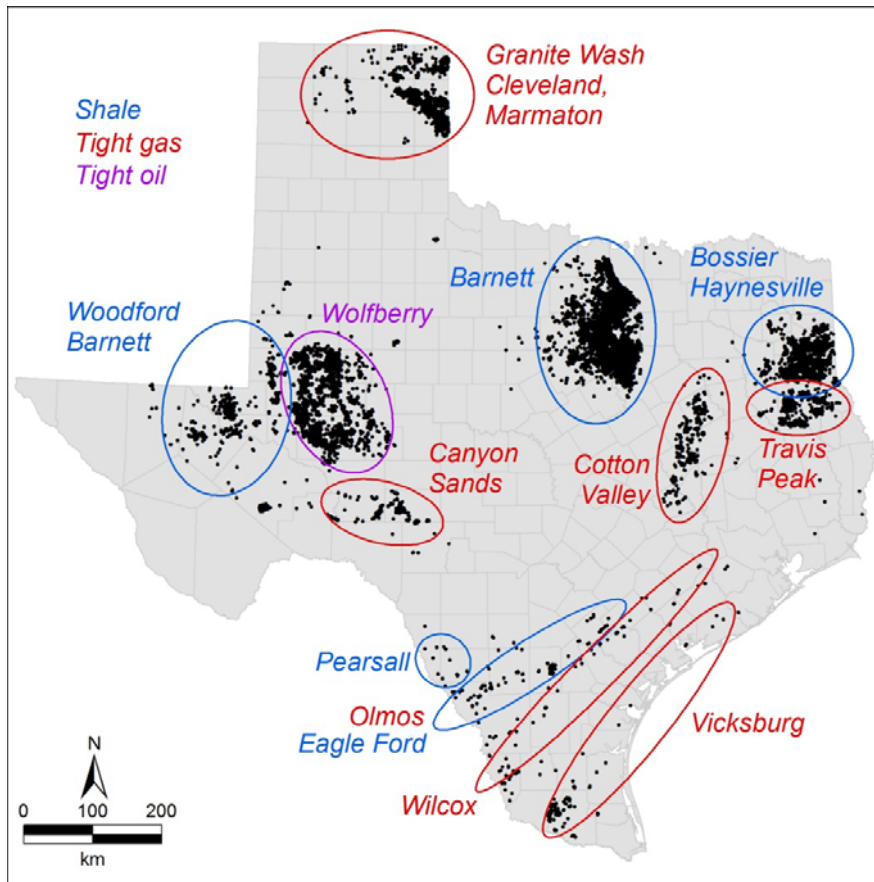 Granite Wash
Cleveland,
Marmaton
Shale
Tight gas
Tight oil
Barnett
Bossier
Haynesville
Woodford
Barnett
Wolfberry
Canyon
Sands
Cotton
Valley
Travis
Peak
Pearsall
Olmos
Eagle Ford
Vicksburg
Wilcox
N
0 100 200
km